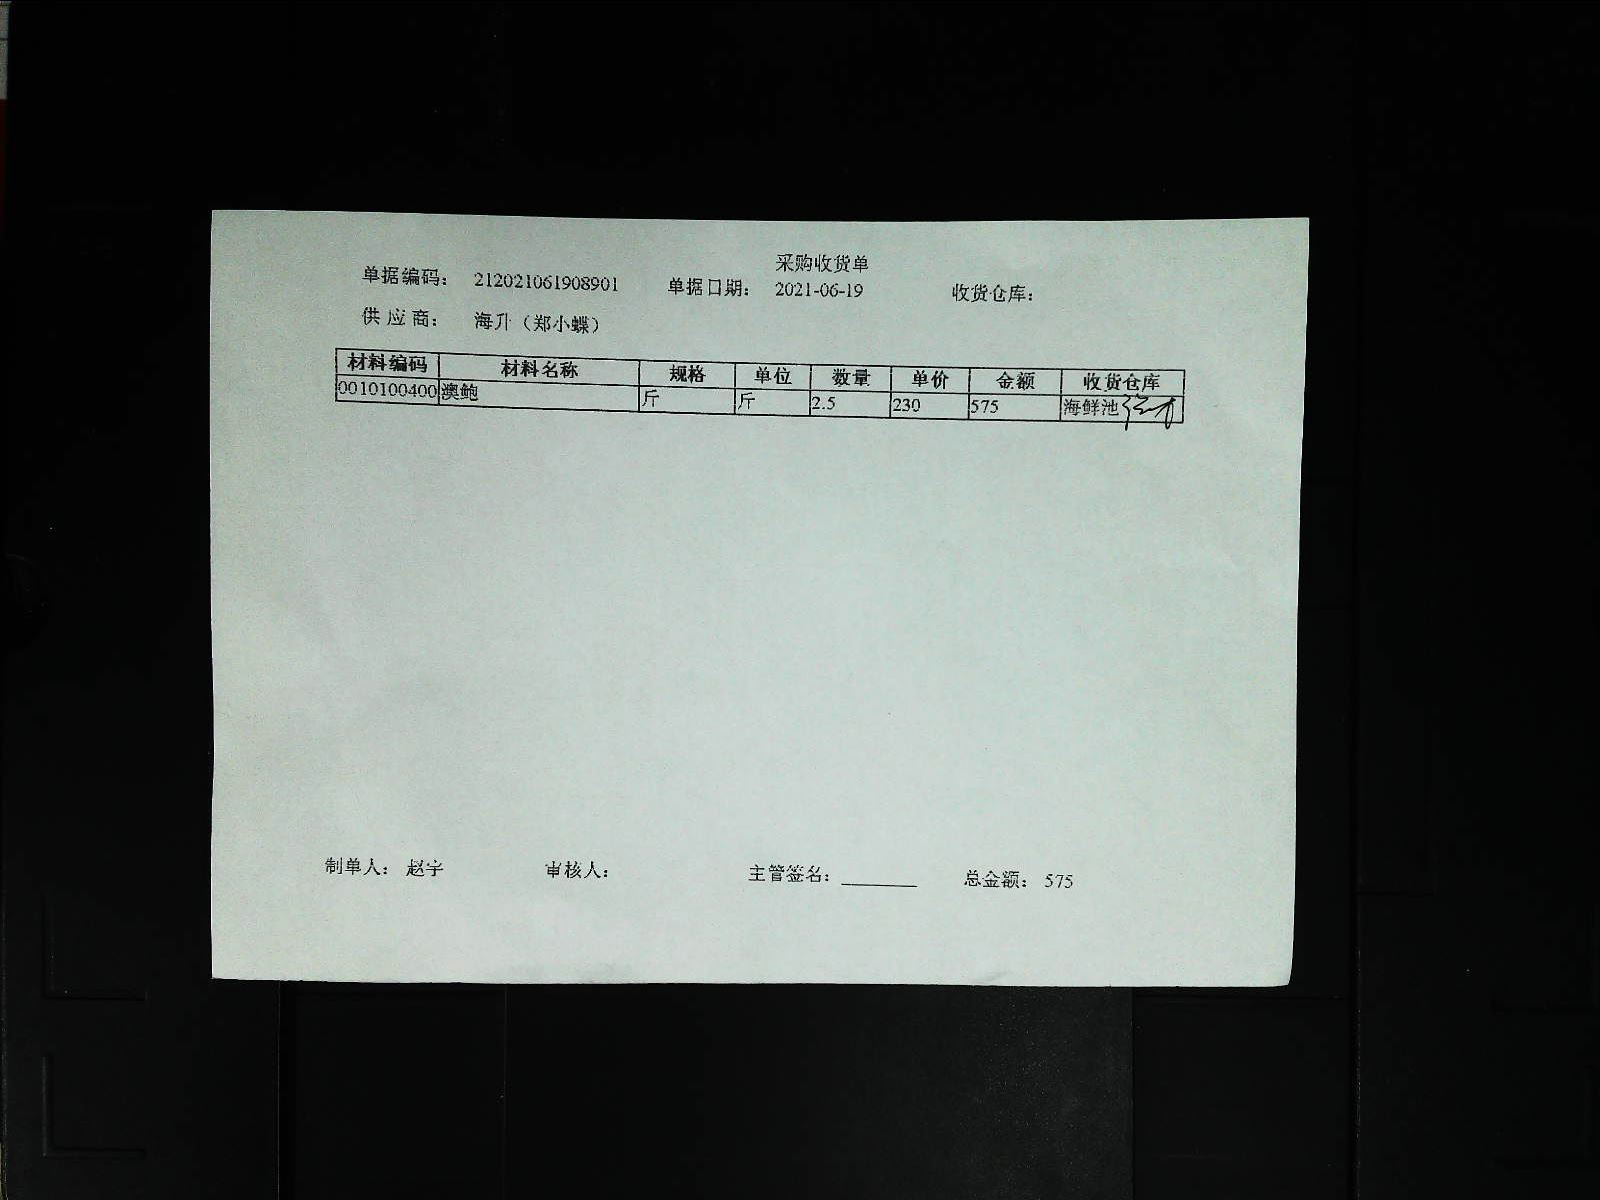 采购收货单
单据编码： 212021061908901 单据日期： 2021-06-19 收货仓库：
供 应 商： 海升（郑小蝶）
材料编码 材料名称 规格 单位 数量 单价 金额 收货仓库
0010100400 澳鲍 斤 斤 2.5 230 575 海鲜池
制单人： 赵宇 审核人： 主管签名： ________ 总金额： 575